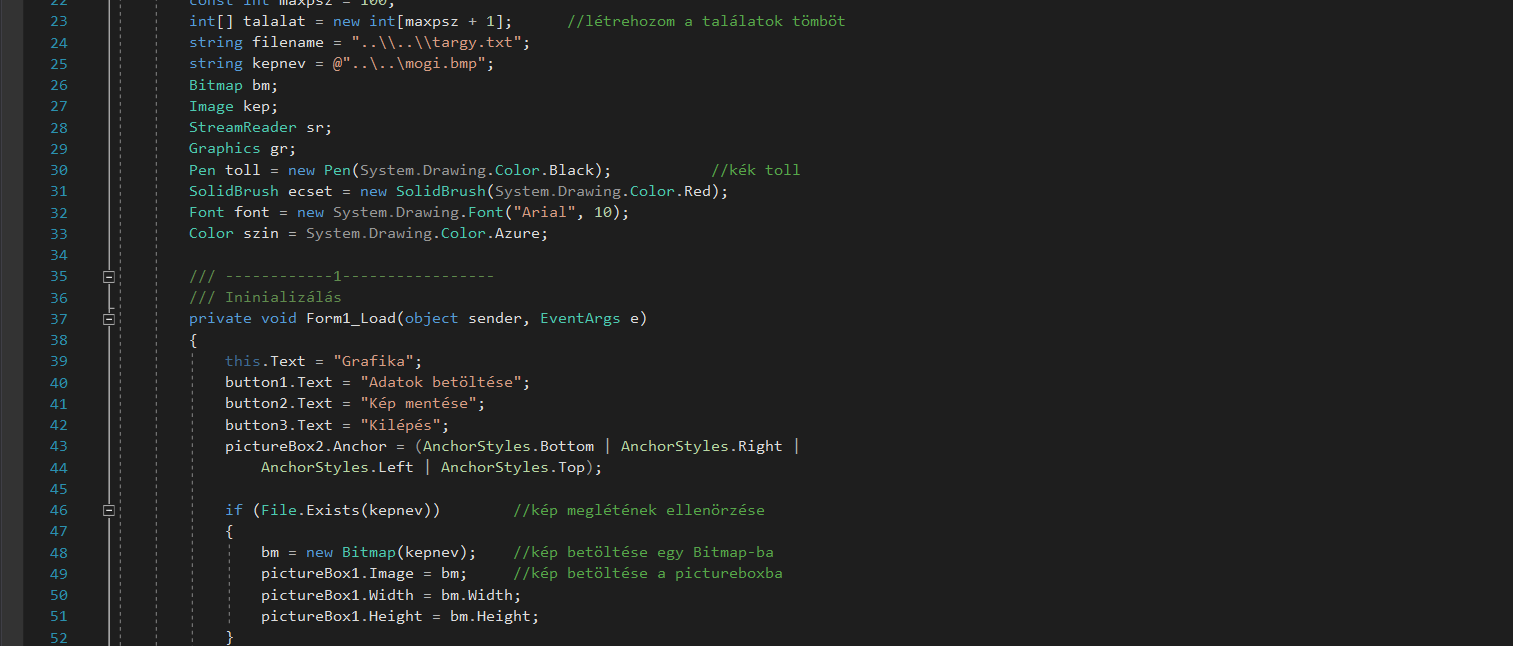 22 const int maxpsz = 100;
23 int[] talalat = new int[maxpsz + 1]; //létrehozom a találatok tömböt
24 string filename = "..\\..\\targy.txt";
25 string kepnev = @"..\..\mogi.bmp";
26 Bitmap bm;
27 Image kep;
28 StreamReader sr;
29 Graphics gr;
30 Pen toll = new Pen(System.Drawing.Color.Black); //kék toll
31 SolidBrush ecset = new SolidBrush(System.Drawing.Color.Red);
32 Font font = new System.Drawing.Font("Arial", 10);
33 Color szin = System.Drawing.Color.Azure;
34
35 /// ------------1-----------------
36 /// Ininializálás
37 private void Form1_Load(object sender, EventArgs e)
38 {
39 this.Text = "Grafika";
40 button1.Text = "Adatok betöltése";
41 button2.Text = "Kép mentése";
42 button3.Text = "Kilépés";
43 pictureBox2.Anchor = (AnchorStyles.Bottom | AnchorStyles.Right |
44 AnchorStyles.Left | AnchorStyles.Top);
45
46 if (File.Exists(kepnev)) //kép meglétének ellenörzése
47 {
48 bm = new Bitmap(kepnev); //kép betöltése egy Bitmap-ba
49 pictureBox1.Image = bm; //kép betöltése a pictureboxba
50 pictureBox1.Width = bm.Width;
51 pictureBox1.Height = bm.Height;
52 }